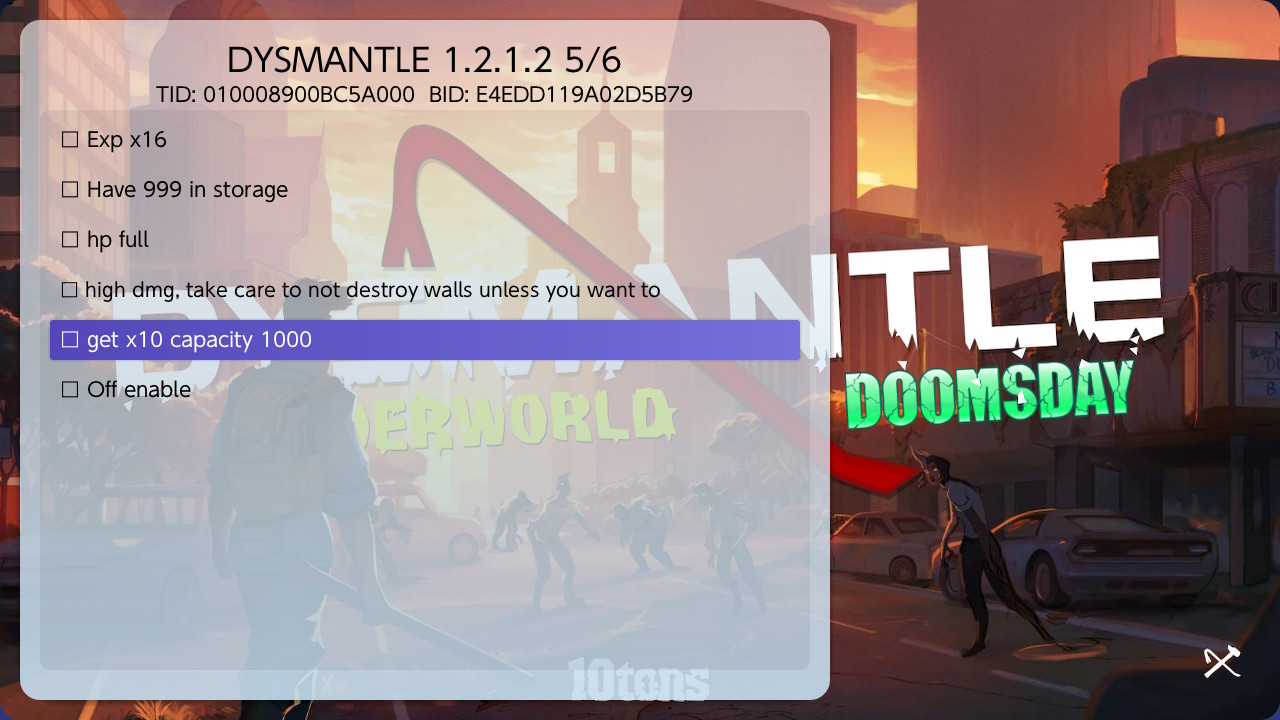 DYSMANTLE 1.2.1.2 5/6
TID: 010008900BC5A000 BID: E4EDD119A02D5B79
☐ Exp x16
☐ Have 999 in storage
☐ hp full
☐ high dmg, take care to not destroy walls unless you want to
☐ get x10 capacity 1000
☐ Off enable
DYSMANTLE
DERWORLD
DOOMSDAY
10tons